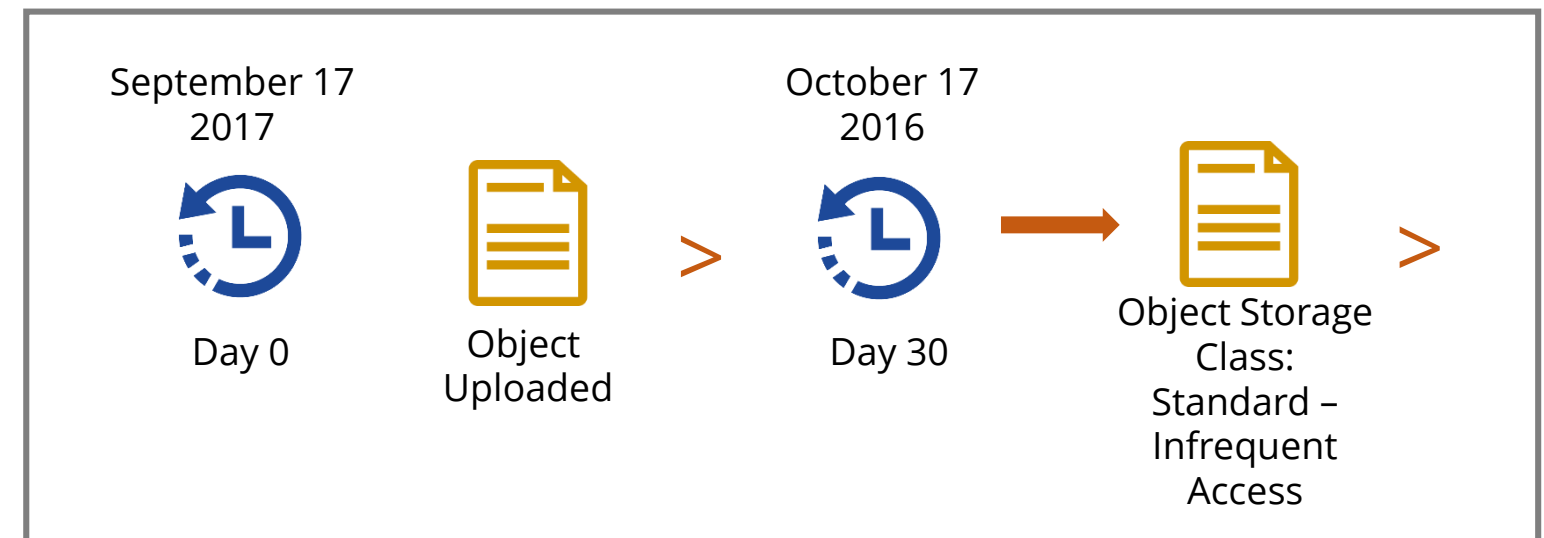 September 17
2017
Day 0
Object
Uploaded
>
October 17
2016
Day 30
Object Storage
Class:
Standard –
Infrequent
Access
>